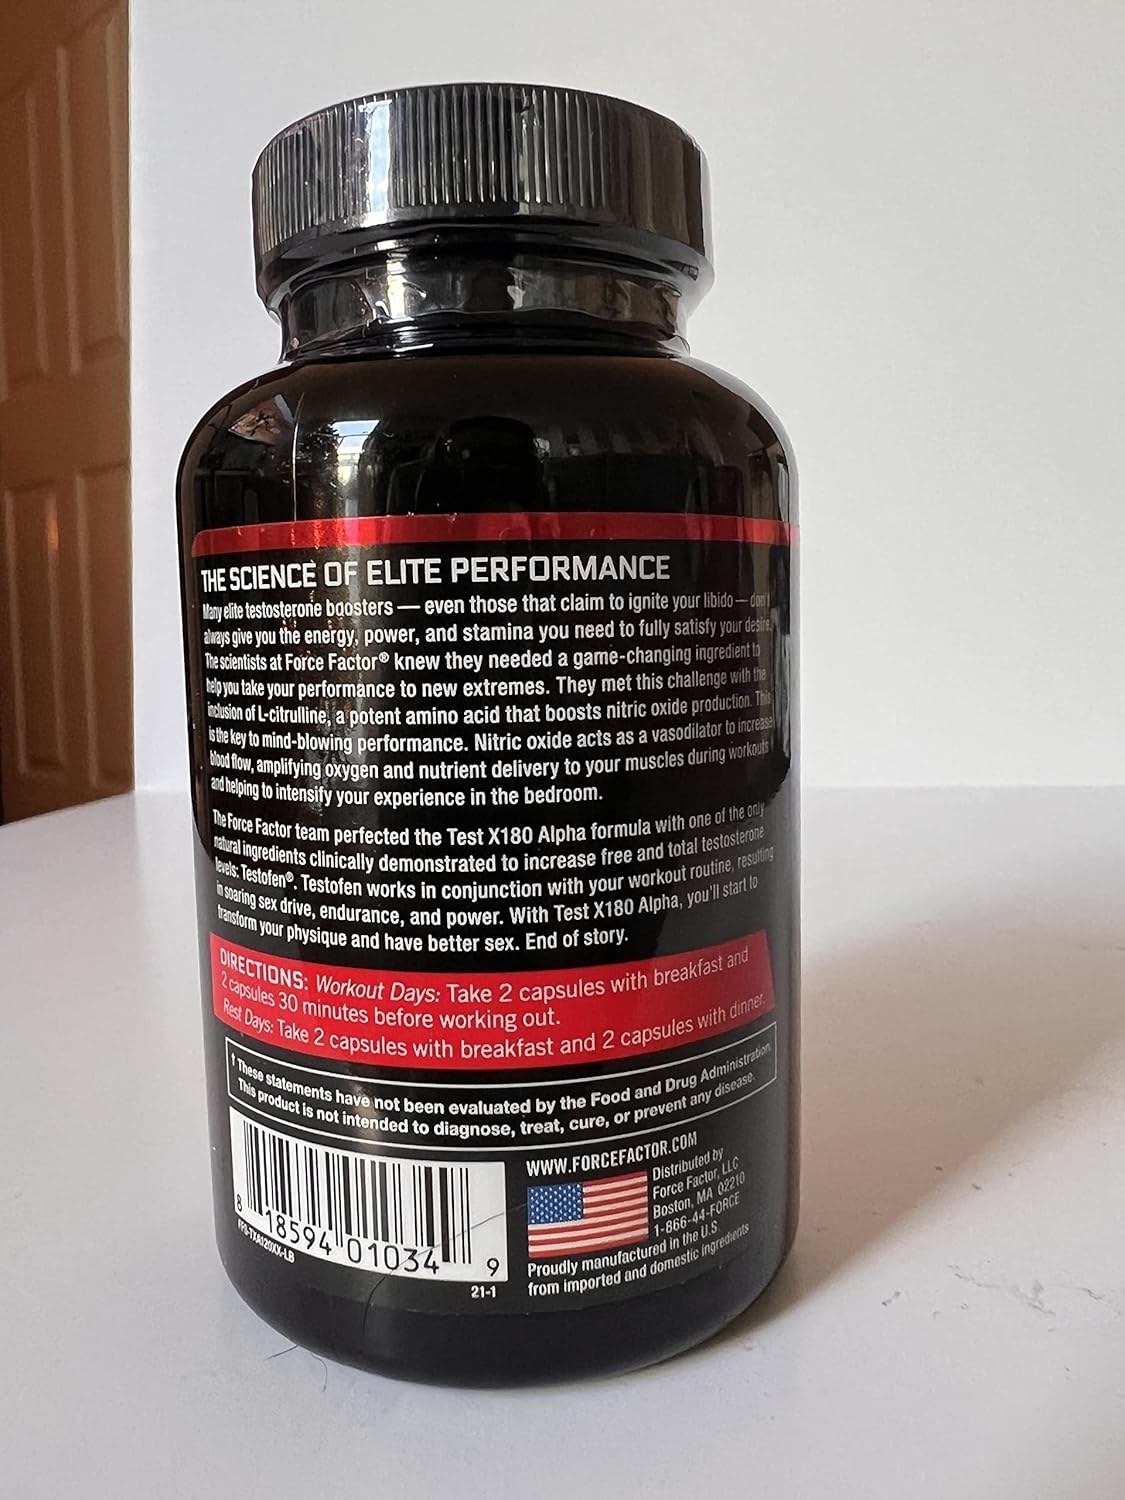 THE SCIENCE OF ELITE PERFORMANCE
Many elite testosterone boosters — even those that claim to ignite your libido — don't
always give you the energy, power, and stamina you need to fully satisfy your desire.
The scientists at Force Factor® knew they needed a game-changing ingredient to
help you take your performance to new extremes. They met this challenge with the
inclusion of L-citrulline, a potent amino acid that boosts nitric oxide production. This
is the key to mind-blowing performance. Nitric oxide acts as a vasodilator to increase
blood flow, amplifying oxygen and nutrient delivery to your muscles during workouts
and helping to intensify your experience in the bedroom.
The Force Factor team perfected the Test X180 Alpha formula with one of the only
natural ingredients clinically demonstrated to increase free and total testosterone
levels: Testofen®. Testofen works in conjunction with your workout routine, resulting
in soaring sex drive, endurance, and power. With Test X180 Alpha, you'll start to
transform your physique and have better sex. End of story.
DIRECTIONS: Workout Days: Take 2 capsules with breakfast and
2 capsules 30 minutes before working out.
Rest Days: Take 2 capsules with breakfast and 2 capsules with dinner.
† These statements have not been evaluated by the Food and Drug Administration.
This product is not intended to diagnose, treat, cure, or prevent any disease.
8 18594 01034 9
21-1
WWW.FORCEFACTOR.COM
Distributed by
Force Factor, LLC
Boston, MA 02210
1-866-44-FORCE
Proudly manufactured in the U.S.
from imported and domestic ingredients